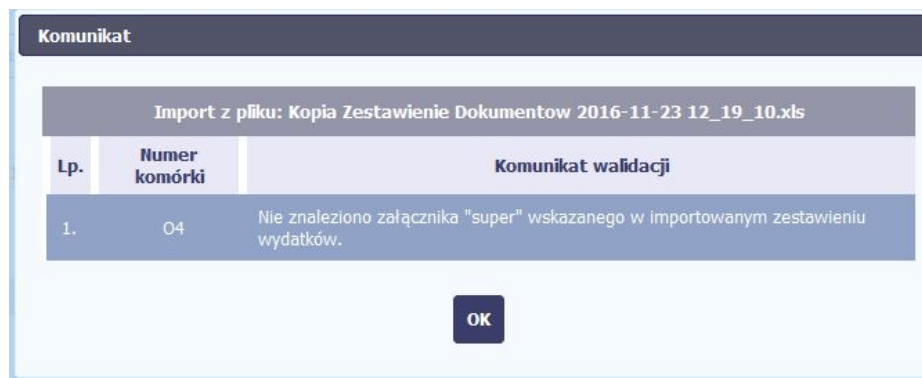 Komunikat
Import z pliku: Kopia Zestawienie Dokumentow 2016-11-23 12_19_10.xls
Lp.
Numer
komórki
Komunikat walidacji
1.
O4
Nie znaleziono załącznika "super" wskazanego w importowanym zestawieniu
wydatków.
OK